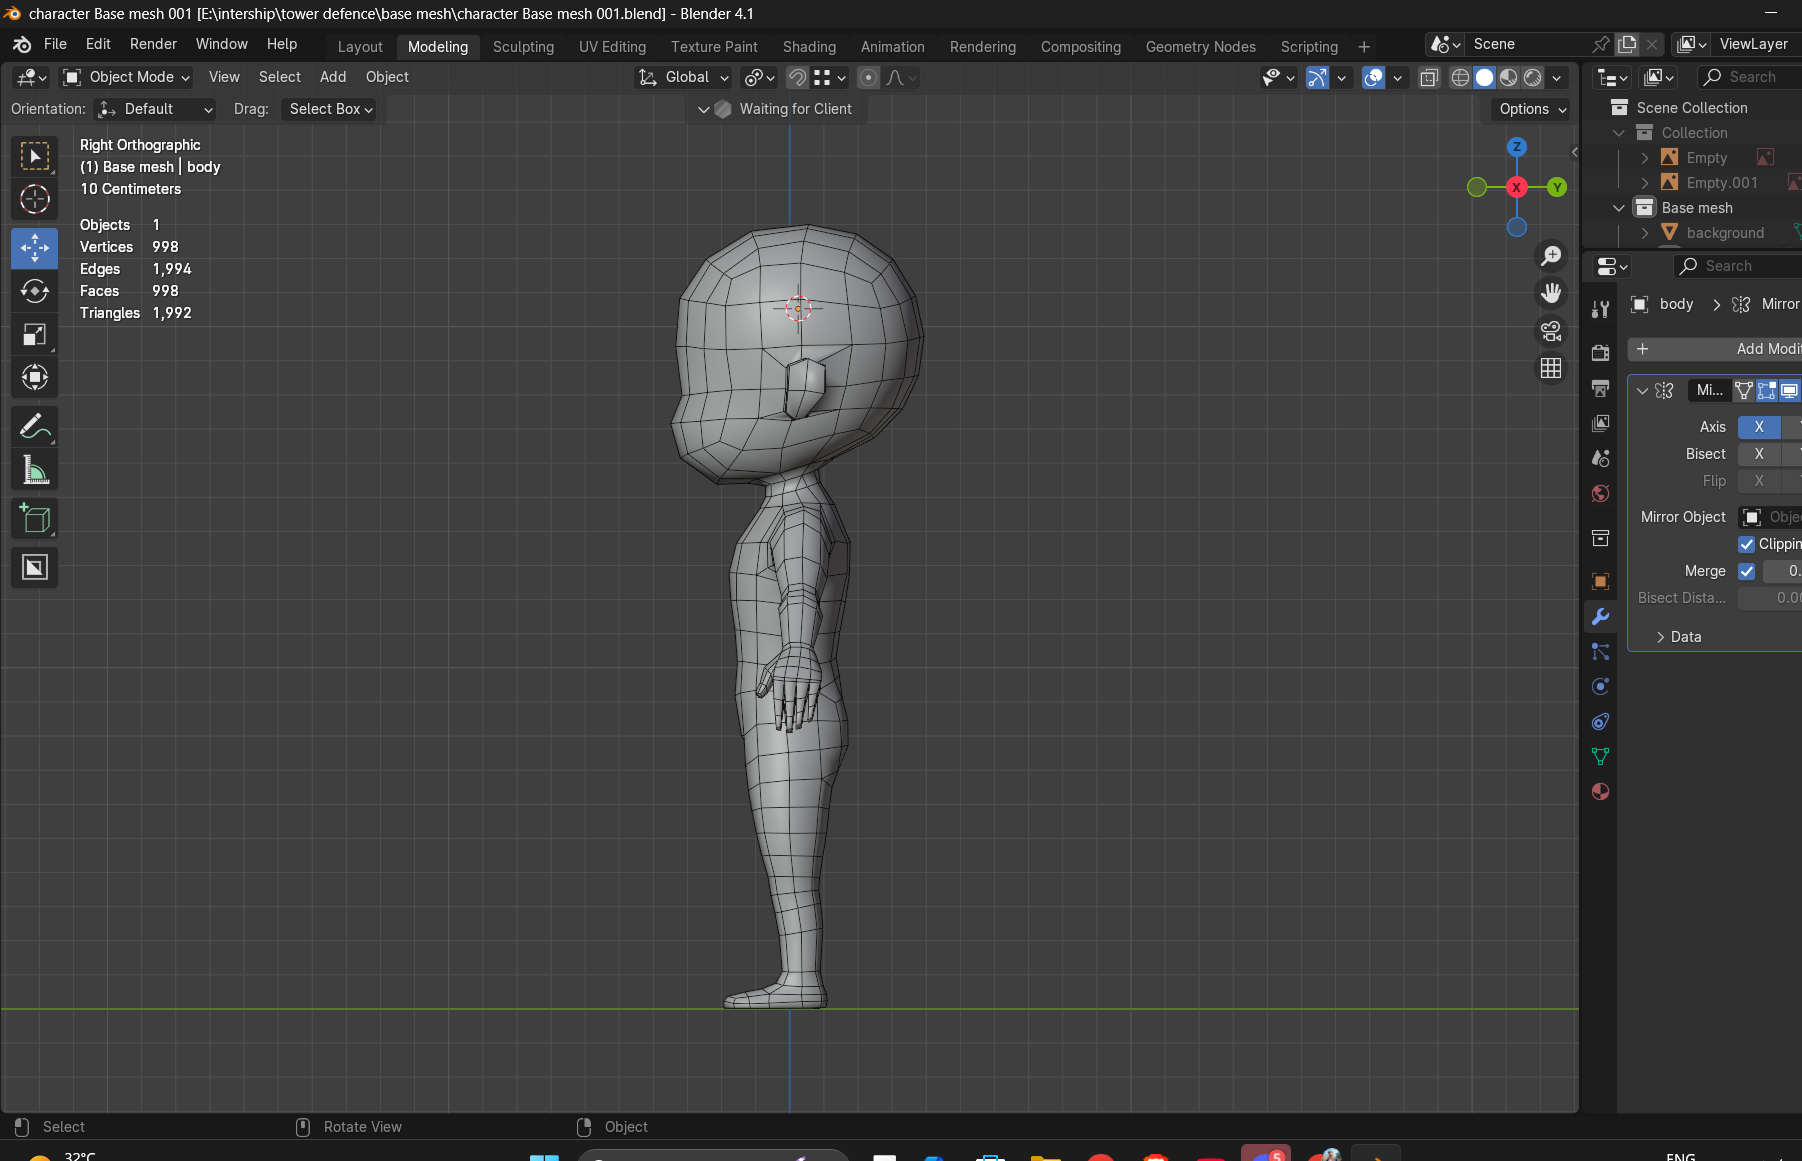 character Base mesh 001 [E:\intership\tower defence\base mesh\character Base mesh 001.blend] - Blender 4.1
File Edit Render Window Help Layout Modeling Sculpting UV Editing Texture Paint Shading Animation Rendering Compositing Geometry Nodes Scripting + Scene ViewLayer
Object Mode View Select Add Object Global Search
Orientation: Default Drag: Select Box Waiting for Client Options
Scene Collection
Collection
Empty
Empty.001
Base mesh
background
Right Orthographic
(1) Base mesh | body
10 Centimeters
Objects 1
Vertices 998
Edges 1,994
Faces 998
Triangles 1,992
Z
X
Y
Search
body > Mirror
+ Add Modif
Mi...
Axis X Y
Bisect X Y
Flip X
Mirror Object Objec
Clippin
Merge 0.
Bisect Dista... 0.00
Data
Select Rotate View Object
32°C
5
ENG